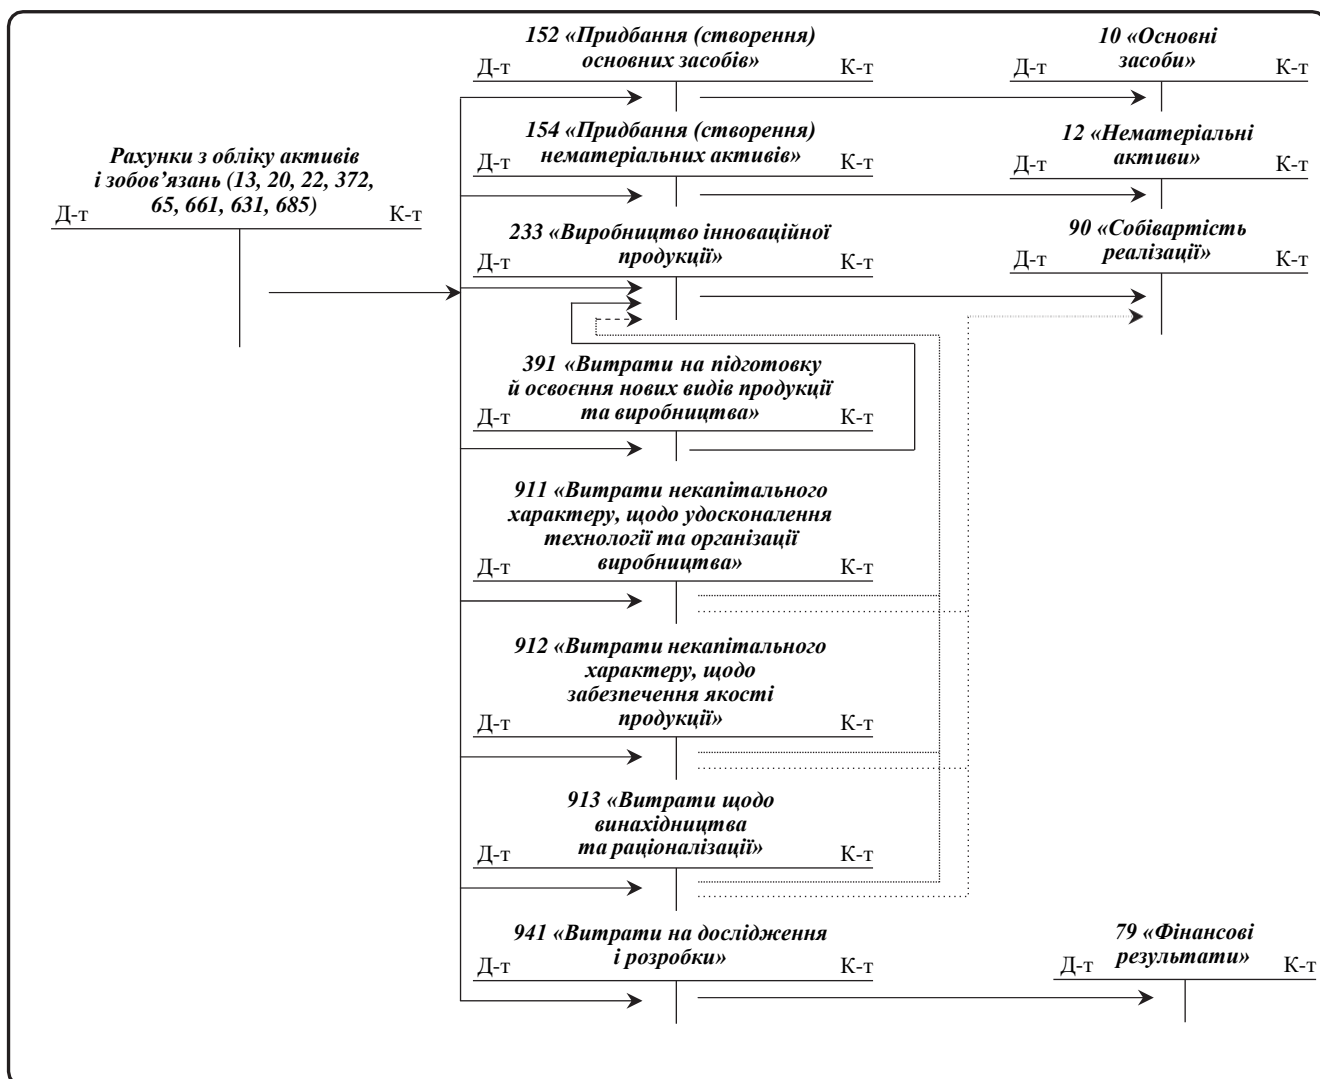 152 «Придбання (створення)
основних засобів»
Д-т К-т
10 «Основні
засоби»
Д-т К-т
154 «Придбання (створення)
нематеріальних активів»
Д-т К-т
12 «Нематеріальні
активи»
Д-т К-т
Рахунки з обліку активів
і зобов’язань (13, 20, 22, 372,
65, 661, 631, 685)
Д-т К-т
233 «Виробництво інноваційної
продукції»
Д-т К-т
90 «Собівартість
реалізації»
Д-т К-т
391 «Витрати на підготовку
й освоєння нових видів продукції
та виробництва»
Д-т К-т
911 «Витрати некапітального
характеру, щодо удосконалення
технології та організації
виробництва»
Д-т К-т
912 «Витрати некапітального
характеру, щодо
забезпечення якості
продукції»
Д-т К-т
913 «Витрати щодо
винахідництва
та раціоналізації»
Д-т К-т
941 «Витрати на дослідження
і розробки»
Д-т К-т
79 «Фінансові
результати»
Д-т К-т